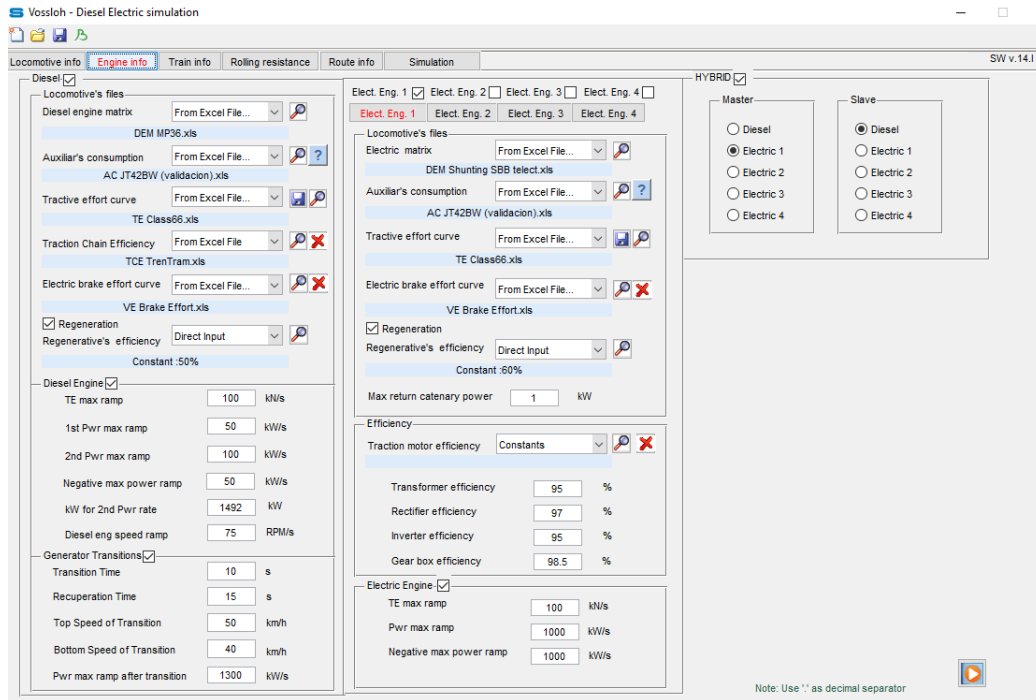 Vossloh - Diesel Electric simulation
Locomotive info
Engine info
Train info
Rolling resistance
Route info
Simulation
SW v.14.I
Diesel
Locomotive's files
Diesel engine matrix
From Excel File...
DEM MP36.xls
Auxiliar's consumption
From Excel File...
?
AC JT42BW (validacion).xls
Tractive effort curve
From Excel File...
TE Class66.xls
Traction Chain Efficiency
From Excel File
TCE TrenTram.xls
Electric brake effort curve
From Excel File...
VE Brake Effort.xls
Regeneration
Regenerative's efficiency
Direct Input
Constant :50%
Diesel Engine
TE max ramp 100 kN/s
1st Pwr max ramp 50 kW/s
2nd Pwr max ramp 100 kW/s
Negative max power ramp 50 kW/s
kW for 2nd Pwr rate 1492 kW
Diesel eng speed ramp 75 RPM/s
Generator Transitions
Transition Time 10 s
Recuperation Time 15 s
Top Speed of Transition 50 km/h
Bottom Speed of Transition 40 km/h
Pwr max ramp after transition 1300 kW/s
Elect. Eng. 1 Elect. Eng. 2 Elect. Eng. 3 Elect. Eng. 4
Elect. Eng. 1 Elect. Eng. 2 Elect. Eng. 3 Elect. Eng. 4
Locomotive's files
Electric matrix
From Excel File...
DEM Shunting SBB telect.xls
Auxiliar's consumption
From Excel File...
?
AC JT42BW (validacion).xls
Tractive effort curve
From Excel File...
TE Class66.xls
Electric brake effort curve
From Excel File...
VE Brake Effort.xls
Regeneration
Regenerative's efficiency
Direct Input
Constant :60%
Max return catenary power 1 kW
Efficiency
Traction motor efficiency
Constants
Transformer efficiency 95 %
Rectifier efficiency 97 %
Inverter efficiency 95 %
Gear box efficiency 98.5 %
Electric Engine
TE max ramp 100 kN/s
Pwr max ramp 1000 kW/s
Negative max power ramp 1000 kW/s
HYBRID
Master
Diesel
Electric 1
Electric 2
Electric 3
Electric 4
Slave
Diesel
Electric 1
Electric 2
Electric 3
Electric 4
Note: Use '.' as decimal separator